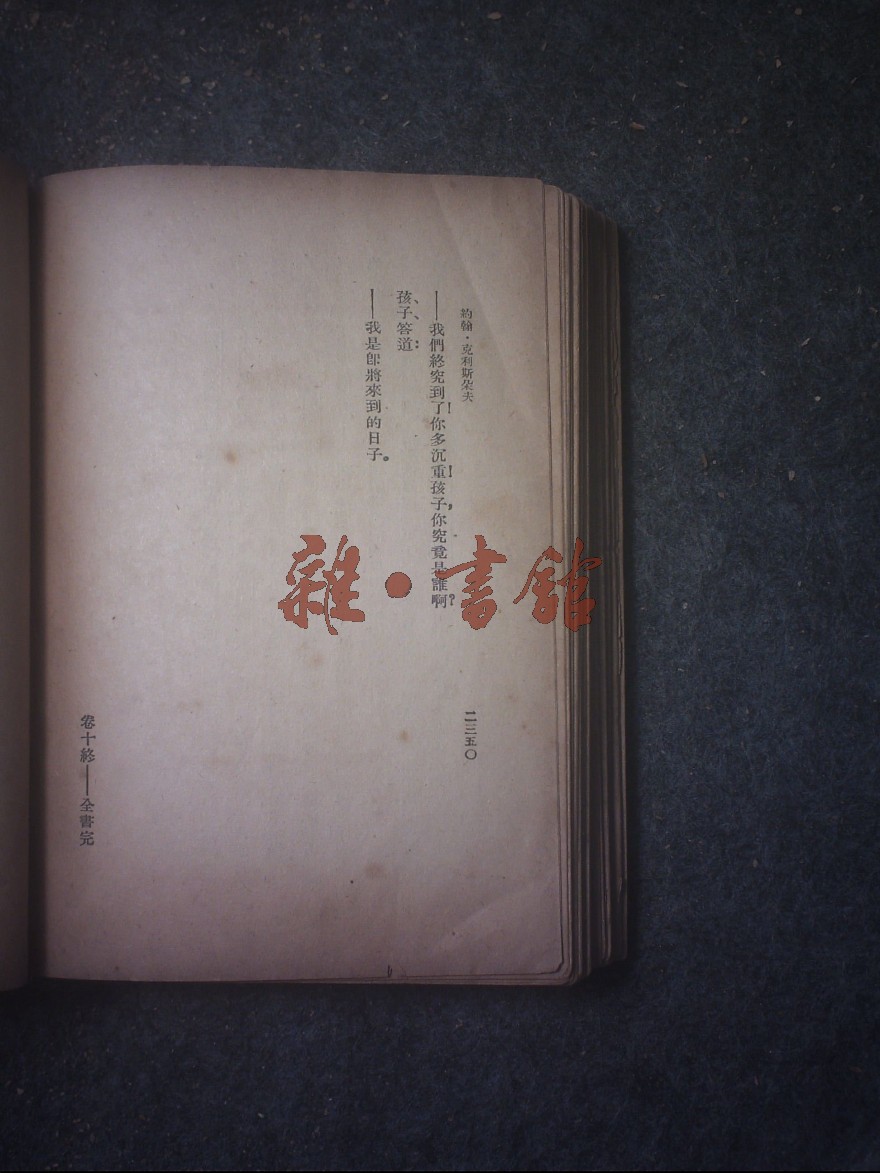 約翰·克利斯朵夫
二三五〇
——我們終究到了!你多沉重!孩子,你究竟是誰啊?
孩子答道:
——我是卽將來到的日子。
卷十終——全書完
雜·書館